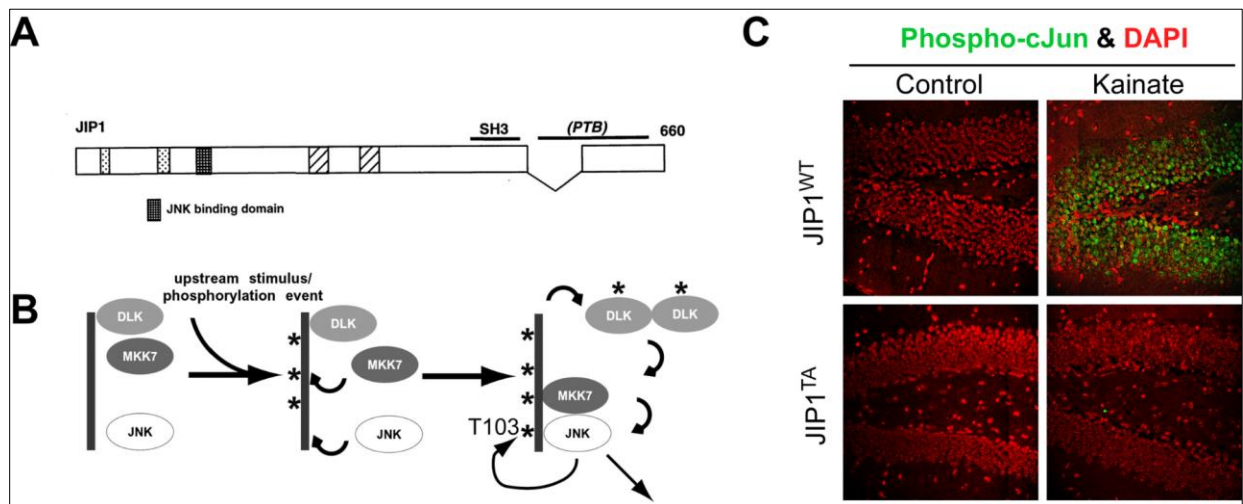 A
JIP1
SH3
(PTB)
660
JNK binding domain
B
upstream stimulus/
phosphorylation event
DLK
MKK7
JNK
*
*
*
DLK
MKK7
JNK
*
*
*
*
T103
MKK7
JNK
* *
DLK DLK
C
Phospho-cJun & DAPI
Control Kainate
JIP1WT
JIP1TA